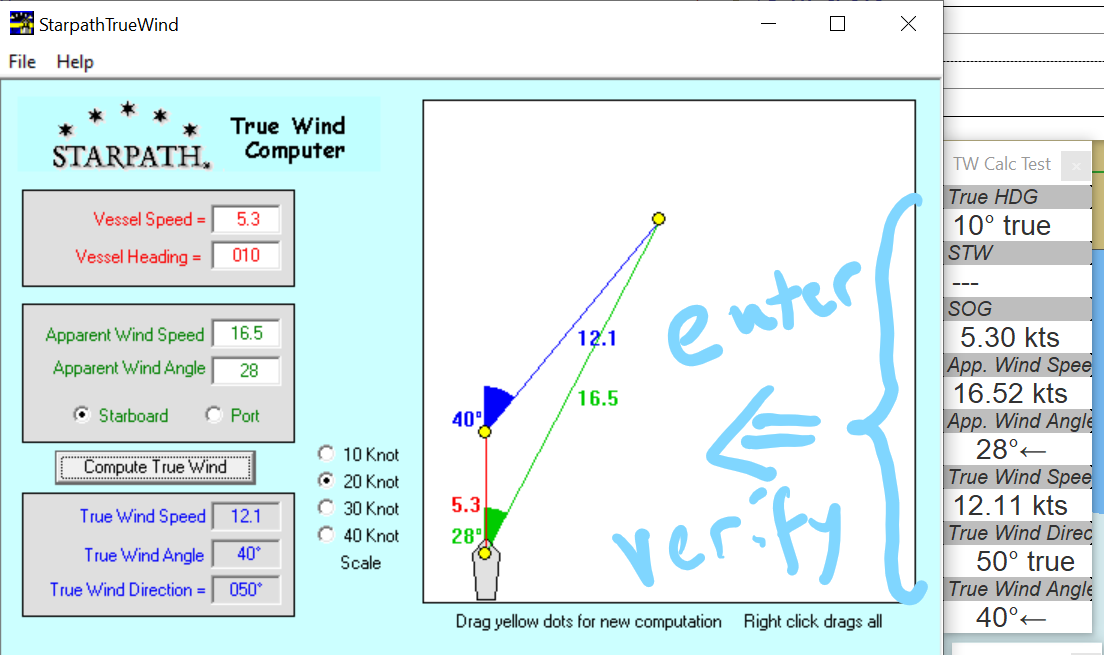 StarpathTrueWind
File Help
STARPATH
True Wind
Computer
Vessel Speed = 5.3
Vessel Heading = 010
Apparent Wind Speed 16.5
Apparent Wind Angle 28
Starboard Port
Compute True Wind
True Wind Speed 12.1
True Wind Angle 40°
True Wind Direction = 050°
10 Knot
20 Knot
30 Knot
40 Knot
Scale
12.1
16.5
40°
5.3
28°
enter
verify
Drag yellow dots for new computation Right click drags all
TW Calc Test
True HDG
10° true
STW
---
SOG
5.30 kts
App. Wind Spee
16.52 kts
App. Wind Angle
28°←
True Wind Spee
12.11 kts
True Wind Direc
50° true
True Wind Angle
40°←